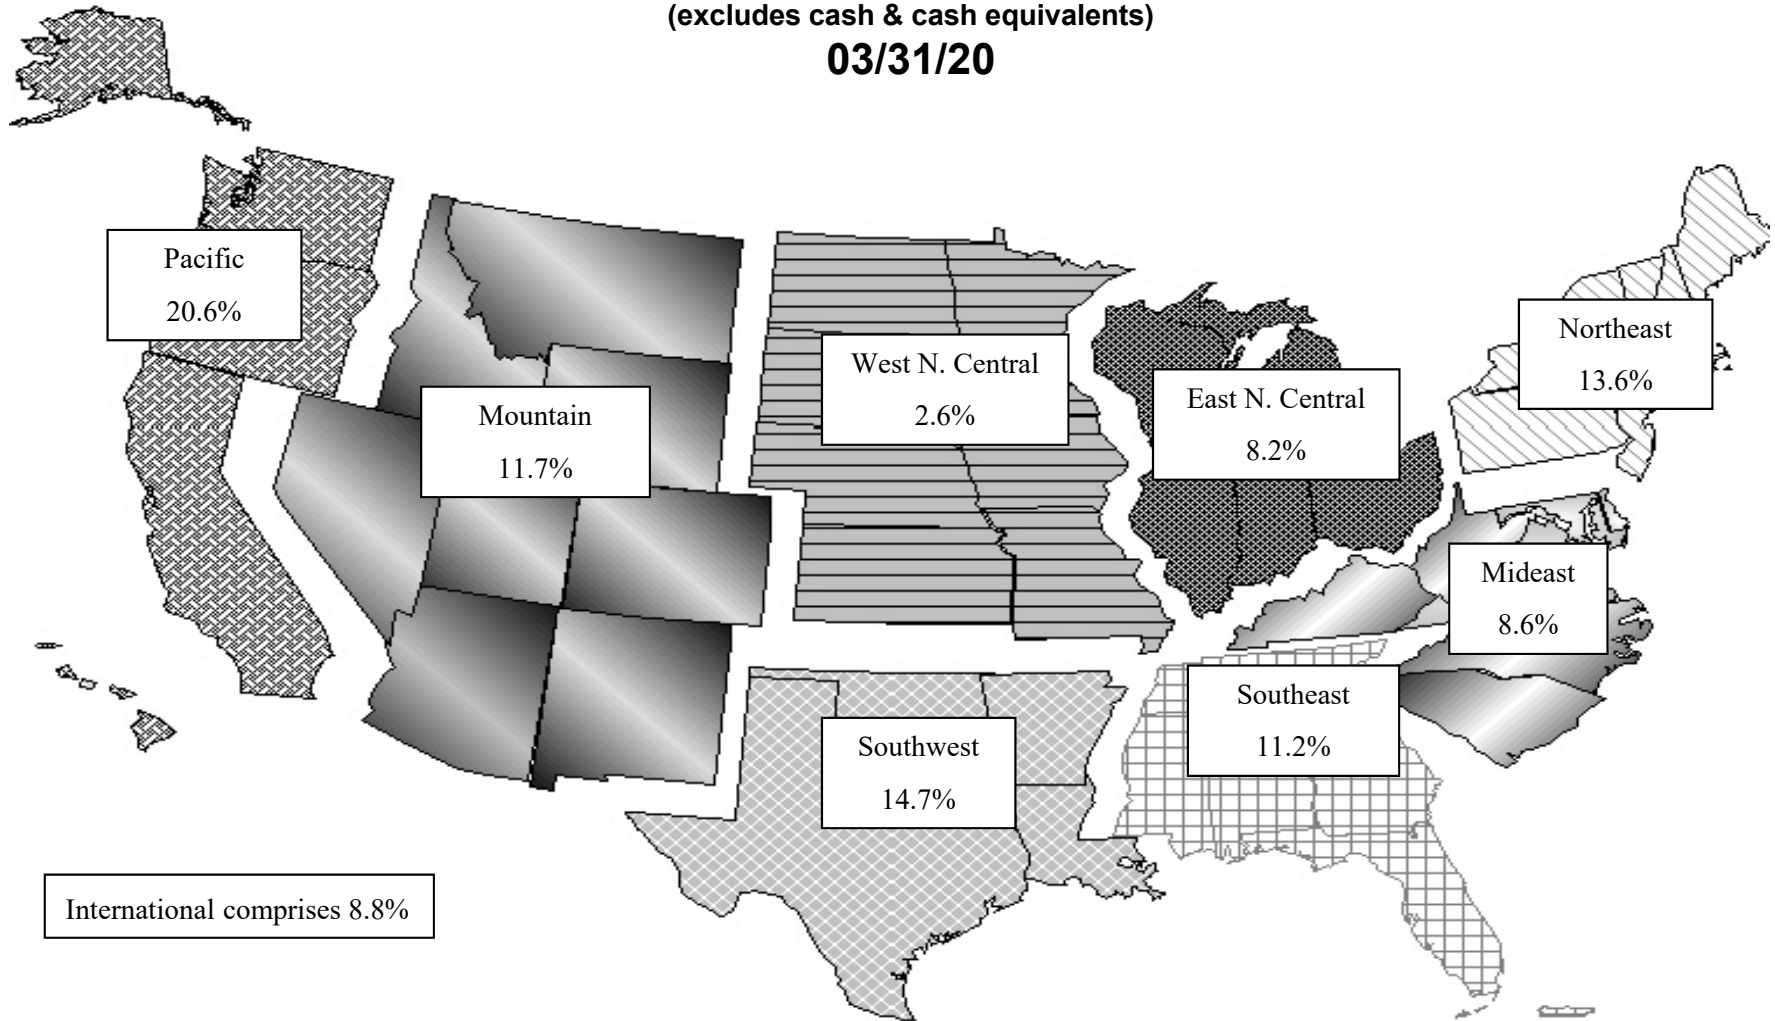 (excludes cash & cash equivalents)
03/31/20
Pacific
20.6%
Mountain
11.7%
West N. Central
2.6%
East N. Central
8.2%
Northeast
13.6%
Mideast
8.6%
Southeast
11.2%
Southwest
14.7%
International comprises 8.8%